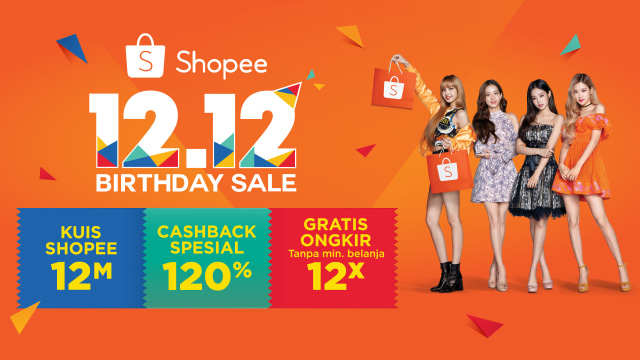 S Shopee
12.12
BIRTHDAY SALE
KUIS
SHOPEE
12M
CASHBACK
SPESIAL
120%
GRATIS
ONGKIR
Tanpa min. belanja
12X
S
S